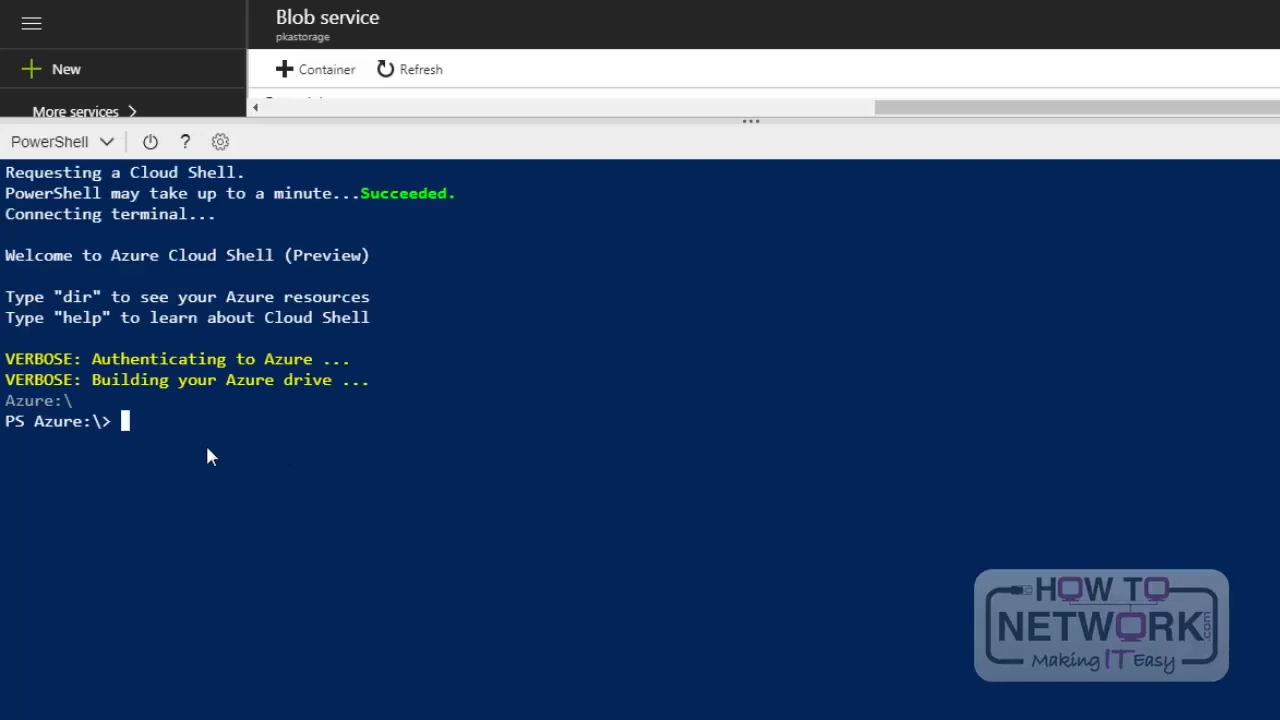 Blob service
pkastorage
New
Container
Refresh
More services
PowerShell
?
Requesting a Cloud Shell.
PowerShell may take up to a minute...Succeeded.
Connecting terminal...
Welcome to Azure Cloud Shell (Preview)
Type "dir" to see your Azure resources
Type "help" to learn about Cloud Shell
VERBOSE: Authenticating to Azure ...
VERBOSE: Building your Azure drive ...
Azure:\
PS Azure:\>
HOW TO
NETWORK.com
Making IT Easy